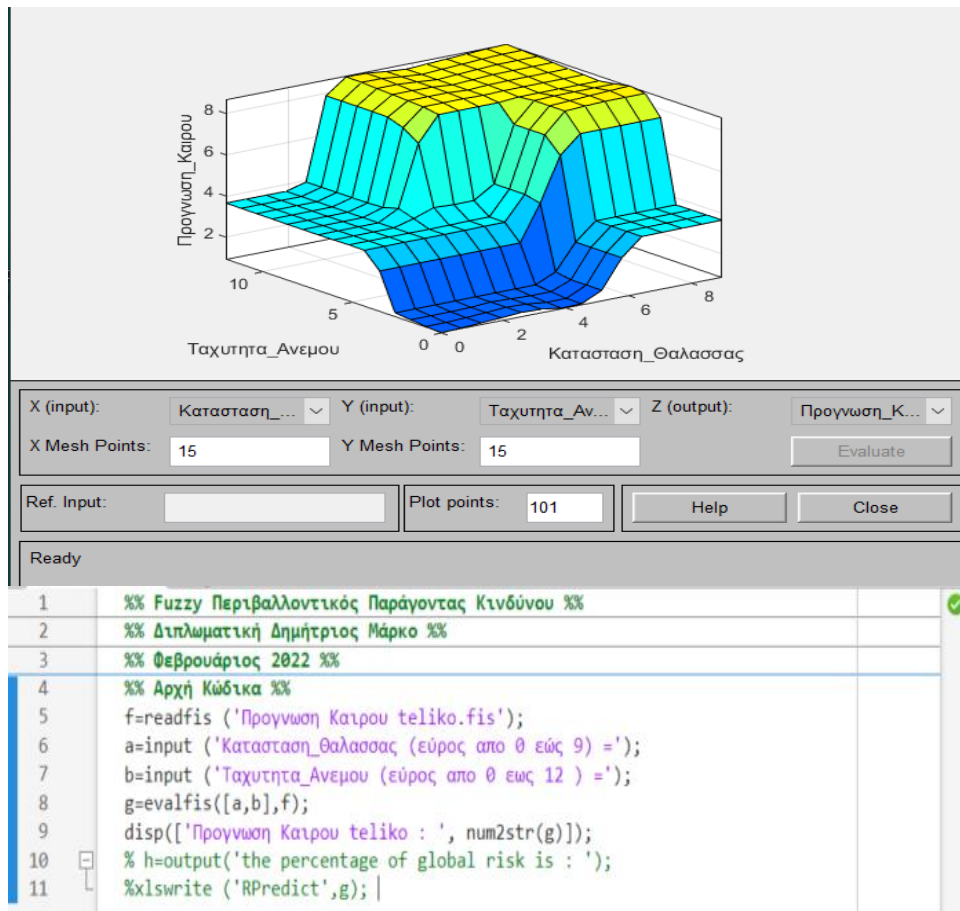 8
6
4
2
Προγνωση_Καιρου
10
5
0
Ταχυτητα_Ανεμου
0
2
4
6
8
Κατασταση_Θαλασσας
X (input): Κατασταση_... Y (input): Ταχυτητα_Αν... Z (output): Προγνωση_Κ...
X Mesh Points: 15 Y Mesh Points: 15 Evaluate
Ref. Input: Plot points: 101 Help Close
Ready
1 %% Fuzzy Περιβαλλοντικός Παράγοντας Κινδύνου %%
2 %% Διπλωματική Δημήτριος Μάρκο %%
3 %% Φεβρουάριος 2022 %%
4 %% Αρχή Κώδικα %%
5 f=readfis ('Προγνωση Καιρου teliko.fis');
6 a=input ('Κατασταση_Θαλασσας (εύρος απο 0 εώς 9) =');
7 b=input ('Ταχυτητα_Ανεμου (εύρος απο 0 εως 12 ) =');
8 g=evalfis([a,b],f);
9 disp(['Προγνωση Καιρου teliko : ', num2str(g)]);
10 % h=output('the percentage of global risk is : ');
11 %xlswrite ('RPredict',g);